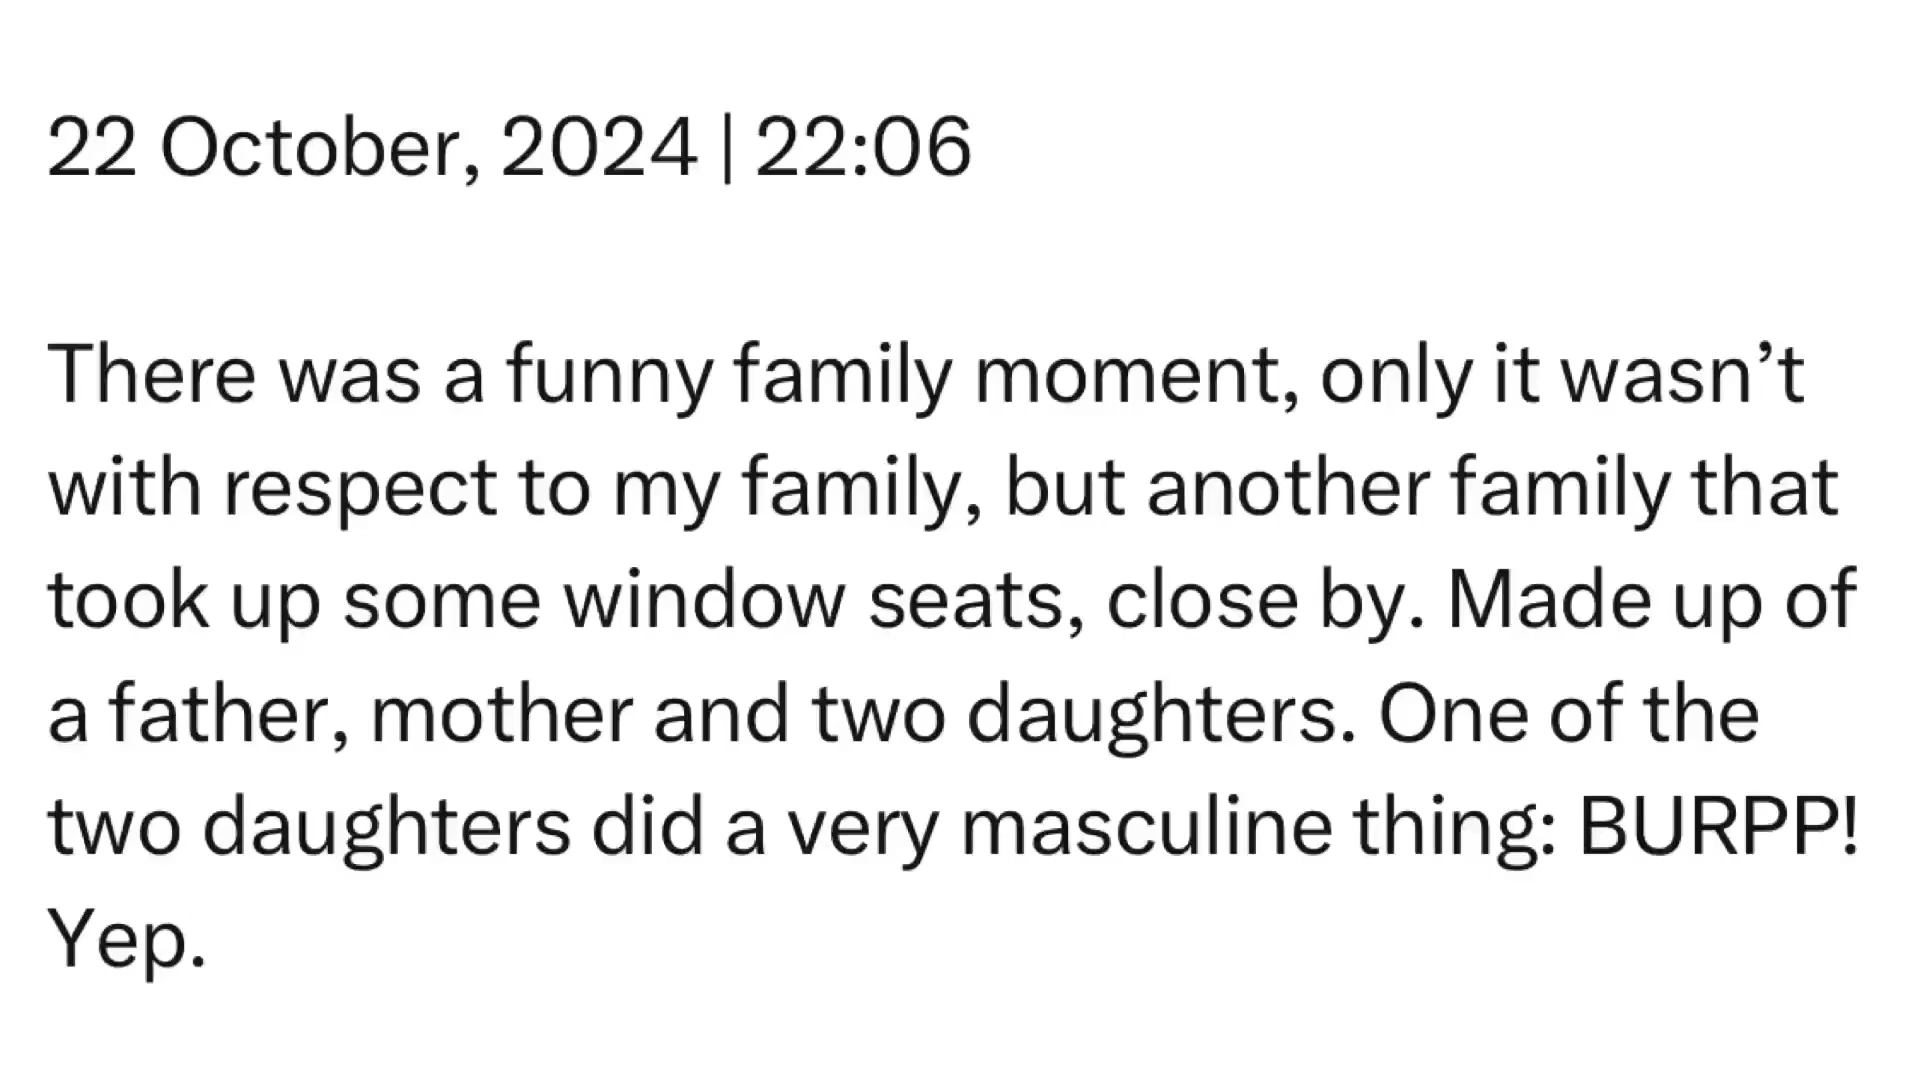 22 October, 2024 | 22:06
There was a funny family moment, only it wasn’t
with respect to my family, but another family that
took up some window seats, close by. Made up of
a father, mother and two daughters. One of the
two daughters did a very masculine thing: BURPP!
Yep.